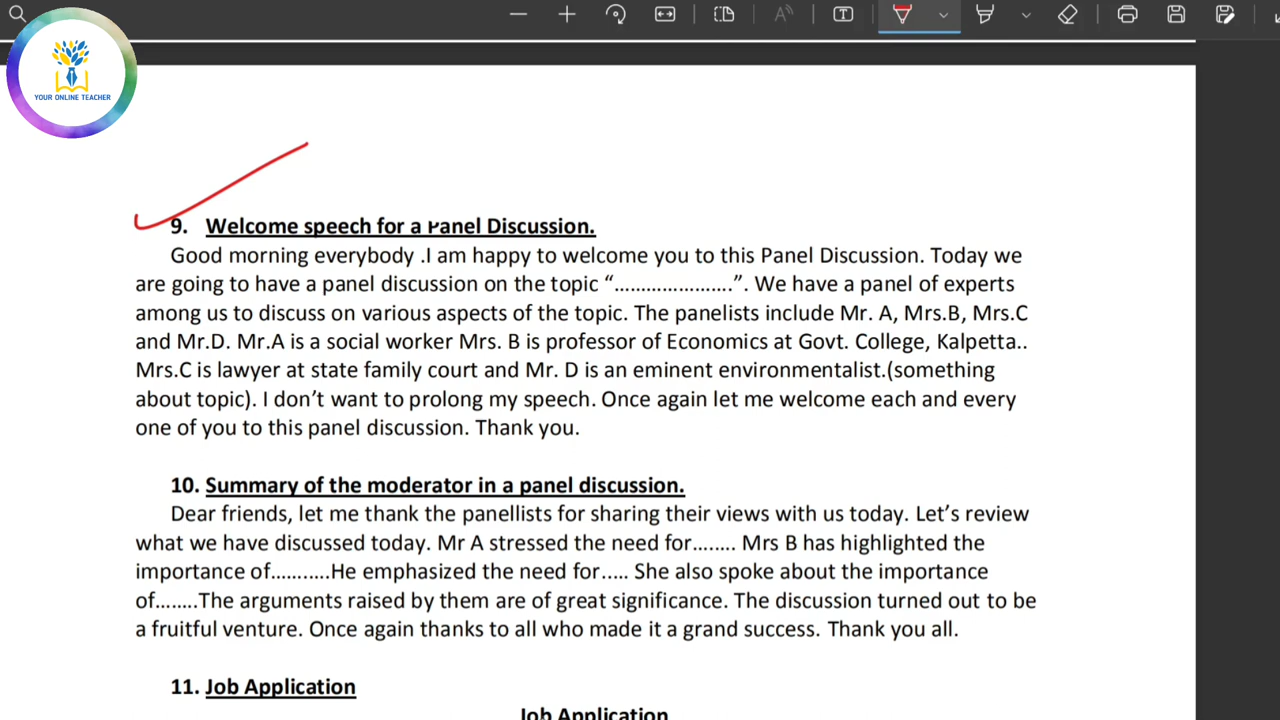 YOUR ONLINE TEACHER
9. Welcome speech for a Panel Discussion.
Good morning everybody .I am happy to welcome you to this Panel Discussion. Today we
are going to have a panel discussion on the topic “………………….”. We have a panel of experts
among us to discuss on various aspects of the topic. The panelists include Mr. A, Mrs.B, Mrs.C
and Mr.D. Mr.A is a social worker Mrs. B is professor of Economics at Govt. College, Kalpetta..
Mrs.C is lawyer at state family court and Mr. D is an eminent environmentalist.(something
about topic). I don’t want to prolong my speech. Once again let me welcome each and every
one of you to this panel discussion. Thank you.
10. Summary of the moderator in a panel discussion.
Dear friends, let me thank the panellists for sharing their views with us today. Let’s review
what we have discussed today. Mr A stressed the need for…….. Mrs B has highlighted the
importance of………..He emphasized the need for….. She also spoke about the importance
of……..The arguments raised by them are of great significance. The discussion turned out to be
a fruitful venture. Once again thanks to all who made it a grand success. Thank you all.
11. Job Application
Job Application